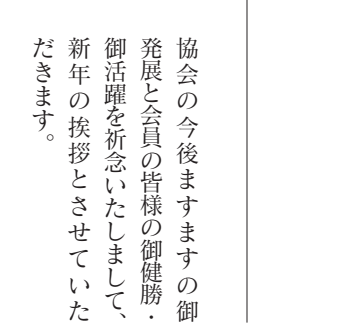 協会の今後ますますの御
発展と会員の皆様の御健勝・
御活躍を祈念いたしまして、
新年の挨拶とさせていた
だきます。